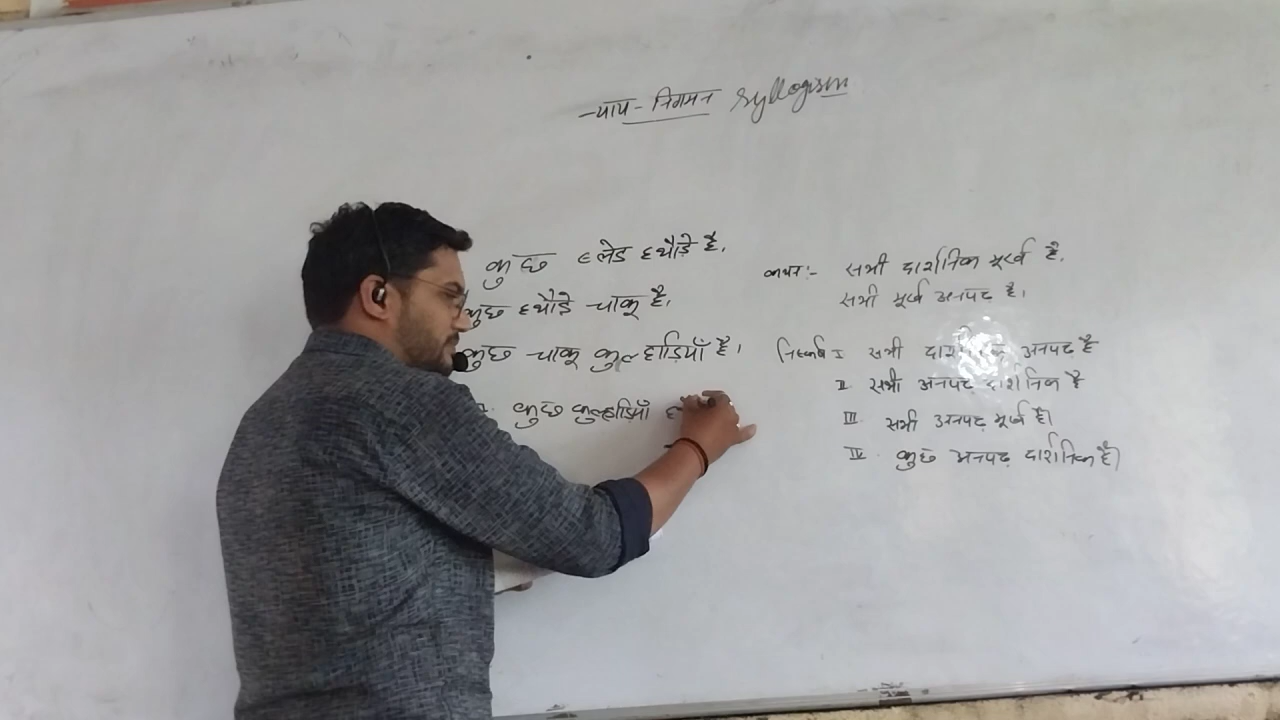 न्याय - निगमन Syllogism
कुछ ब्लेड हथौड़े है.
कुछ हथौड़े चाकू है.
कुछ चाकू कुल्हाड़ियाँ है।
कुछ कुल्हाड़ियाँ
कथन:- सभी दार्शनिक मूर्ख है.
सभी मूर्ख अनपढ है।
निष्कर्ष I सभी दार्शनिक अनपढ है
II सभी अनपढ दार्शनिक है
III सभी अनपढ़ मूर्ख है।
IV. कुछ अनपढ़ दार्शनिक है।